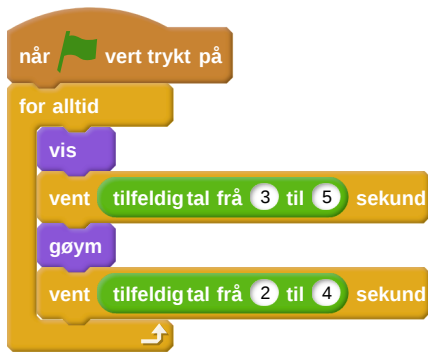 når vert trykt på
for alltid
vis
vent tilfeldig tal frå 3 til 5 sekund
gøym
vent tilfeldig tal frå 2 til 4 sekund